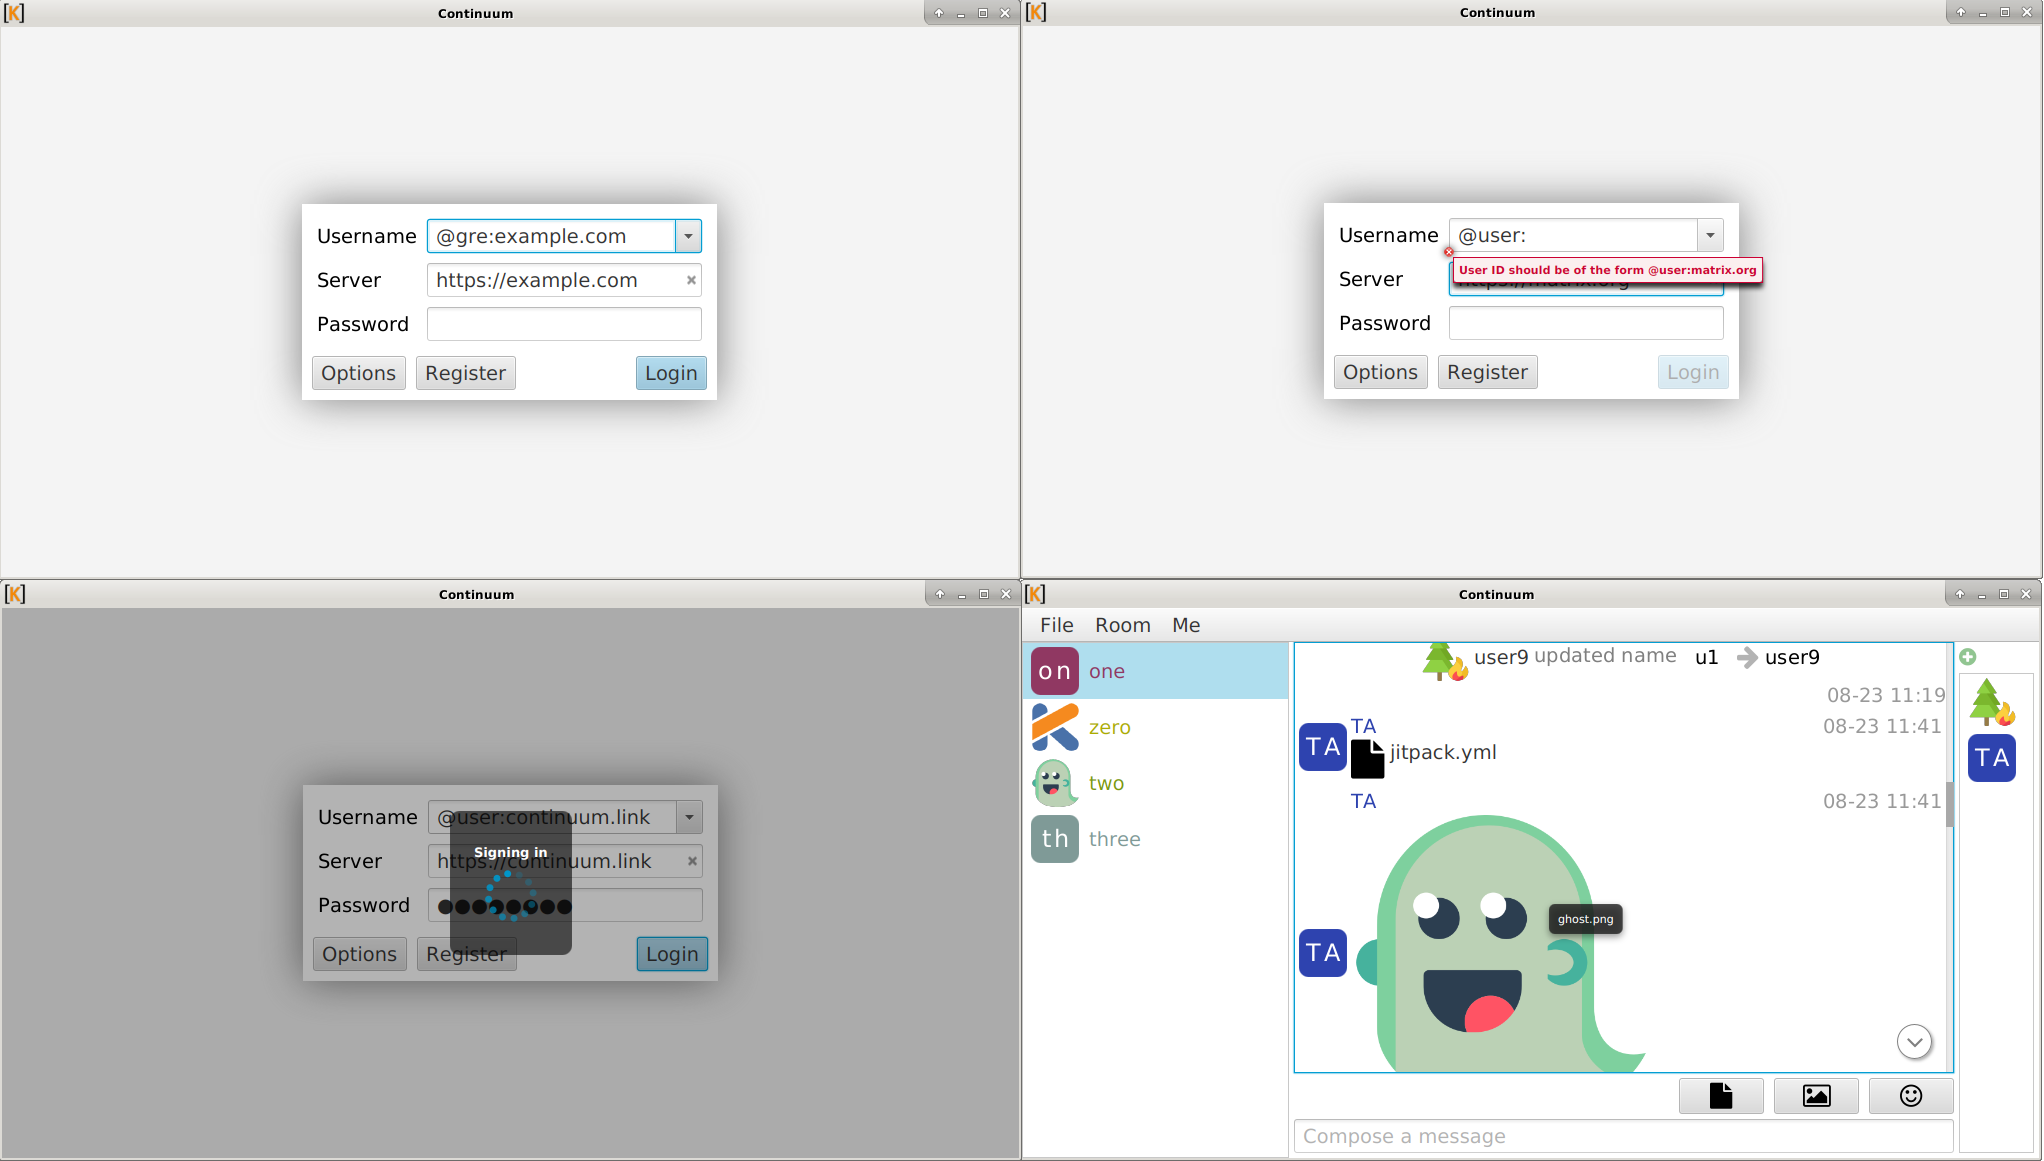 [K] Continuum
Username @gre:example.com
Server https://example.com
Password
Options Register Login
[K] Continuum
Username @user:
User ID should be of the form @user:matrix.org
Server https://matrix.org
Password
Options Register Login
[K] Continuum
Username @user:continuum.link
Signing in
Server https://continuum.link
Password
Options Register Login
[K] Continuum
File Room Me
on one
zero
two
th three
user9 updated name u1 user9
08-23 11:19
TA 08-23 11:41
TA jitpack.yml
TA 08-23 11:41
ghost.png
TA
TA
Compose a message